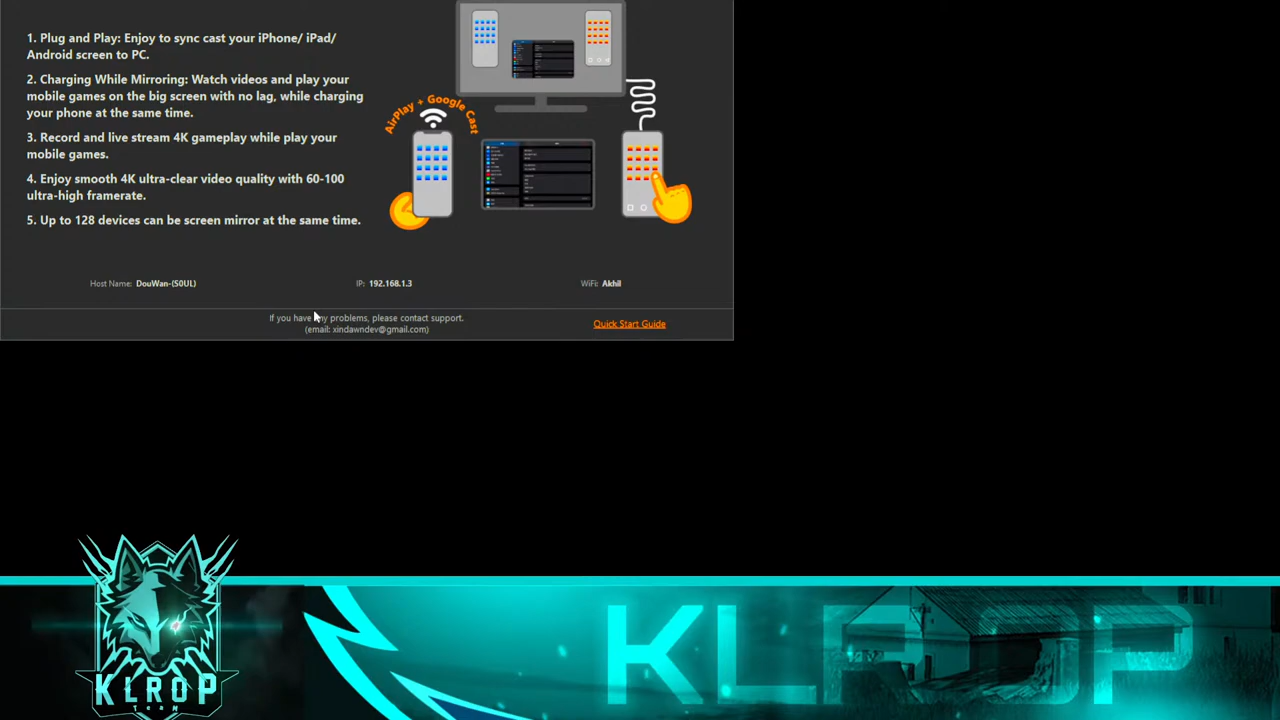 1. Plug and Play: Enjoy to sync cast your iPhone/ iPad/
Android screen to PC.
2. Charging While Mirroring: Watch videos and play your
mobile games on the big screen with no lag, while charging
your phone at the same time.
3. Record and live stream 4K gameplay while play your
mobile games.
4. Enjoy smooth 4K ultra-clear video quality with 60-100
ultra-high framerate.
5. Up to 128 devices can be screen mirror at the same time.
AirPlay + Google Cast
Host Name: DouWan-(S0UL)
IP: 192.168.1.3
WiFi: Akhil
If you have any problems, please contact support.
(email: xindawndev@gmail.com)
Quick Start Guide
KLROP
TEAM
KLROP